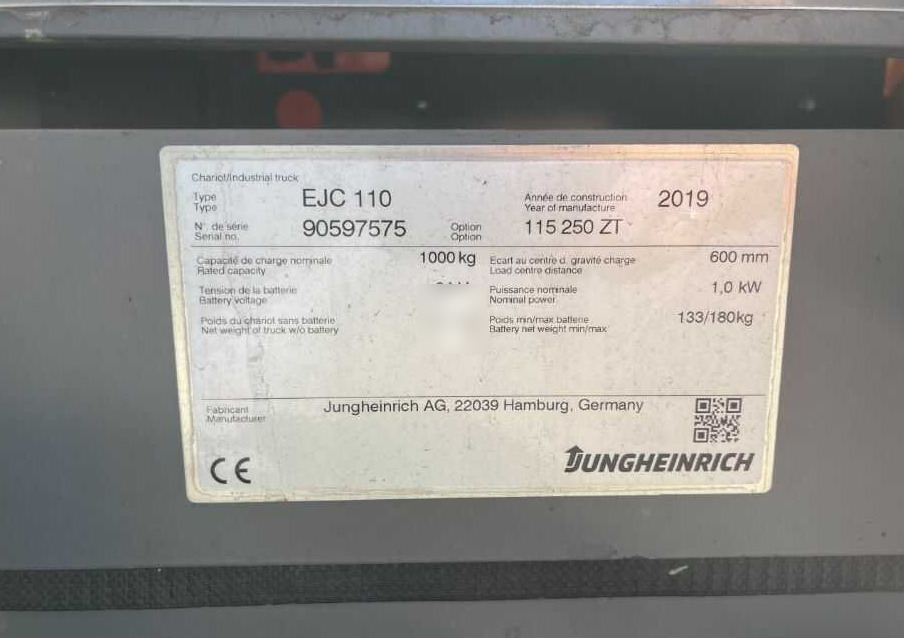 Chariot/Industrial truck
Type EJC 110 Année de construction 2019
Type Year of manufacture
N°. de série 90597575 Option 115 250 ZT
Serial no. Option
Capacité de charge nominale 1000 kg Ecart au centre d. gravité charge 600 mm
Rated capacity Load centre distance
Tension de la batterie Puissance nominale 1,0 kW
Battery voltage Nominal power
Poids du chariot sans batterie Poids min/max batterie 133/180kg
Net weight of truck w/o battery Battery net weight min/max
Fabricant Jungheinrich AG, 22039 Hamburg, Germany
Manufacturer
CE JUNGHEINRICH